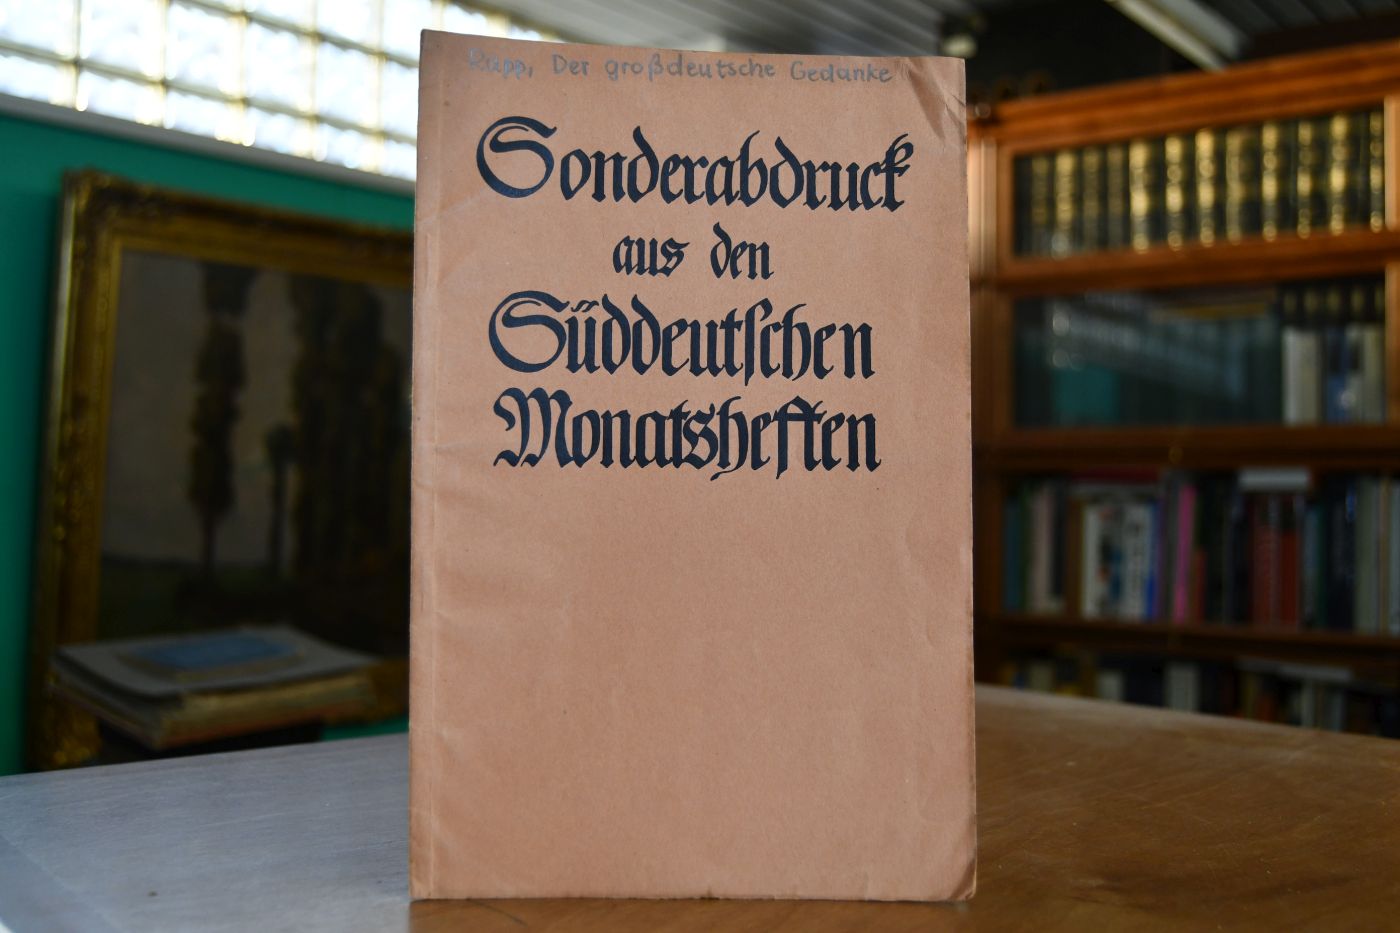 Rapp, Der großdeutsche Gedanke
Sonderabdruck
aus den
Süddeutschen
Monatsheften